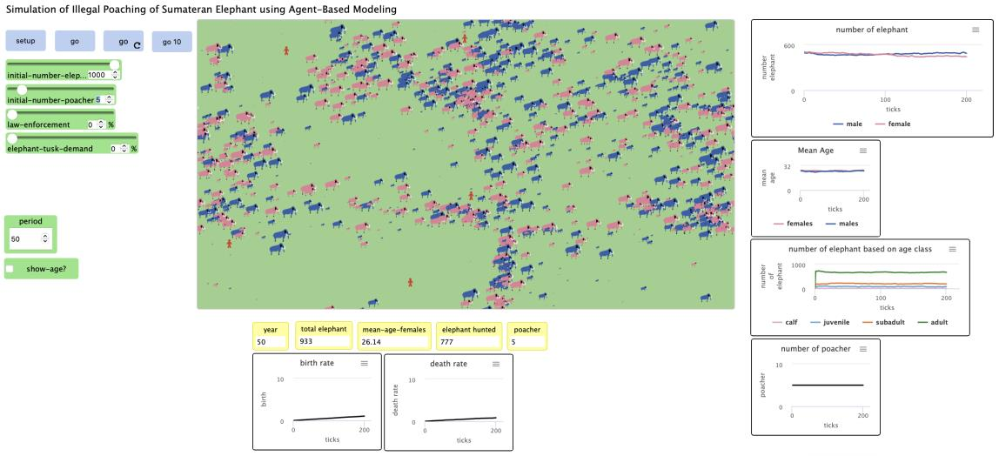 Simulation of Illegal Poaching of Sumateran Elephant using Agent-Based Modeling
setup
go
go
go 10
initial-number-elep... 1000
initial-number-poacher 5
law-enforcement 0 %
elephant-tusk-demand 0 %
period
50
show-age?
year
50
total elephant
933
mean-age-females
26.14
elephant hunted
777
poacher
5
birth rate
birth
10
0
0
200
ticks
death rate
death rate
10
0
0
200
ticks
number of elephant
number
elephant
600
0
0
100
200
ticks
male
female
Mean Age
mean
age
32
0
0
200
ticks
females
males
number of elephant based on age class
number
of
elephant
1000
0
0
100
200
ticks
calf
juvenile
subadult
adult
number of poacher
poacher
10
0
0
200
ticks